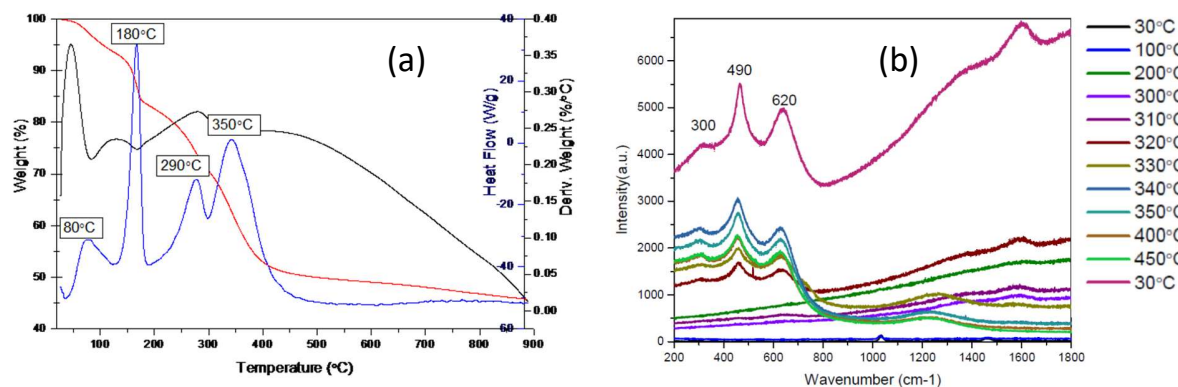 (a)
180°C
350°C
290°C
80°C
Weight (%)
100
90
80
70
60
50
40
0
100
200
300
400
500
600
700
800
900
Temperature (°C)
40
20
0
-20
40
60
Heat Flow (W/g)
0.40
0.35
0.30
0.25
0.20
0.15
0.10
0.05
0.00
Deriv. Weight (%/°C)
(b)
490
620
300
Intensity(a.u.)
6000
5000
4000
3000
2000
1000
0
200
400
600
800
1000
1200
1400
1600
1800
Wavenumber (cm-1)
30°C
100°C
200°C
300°C
310°C
320°C
330°C
340°C
350°C
400°C
450°C
30°C